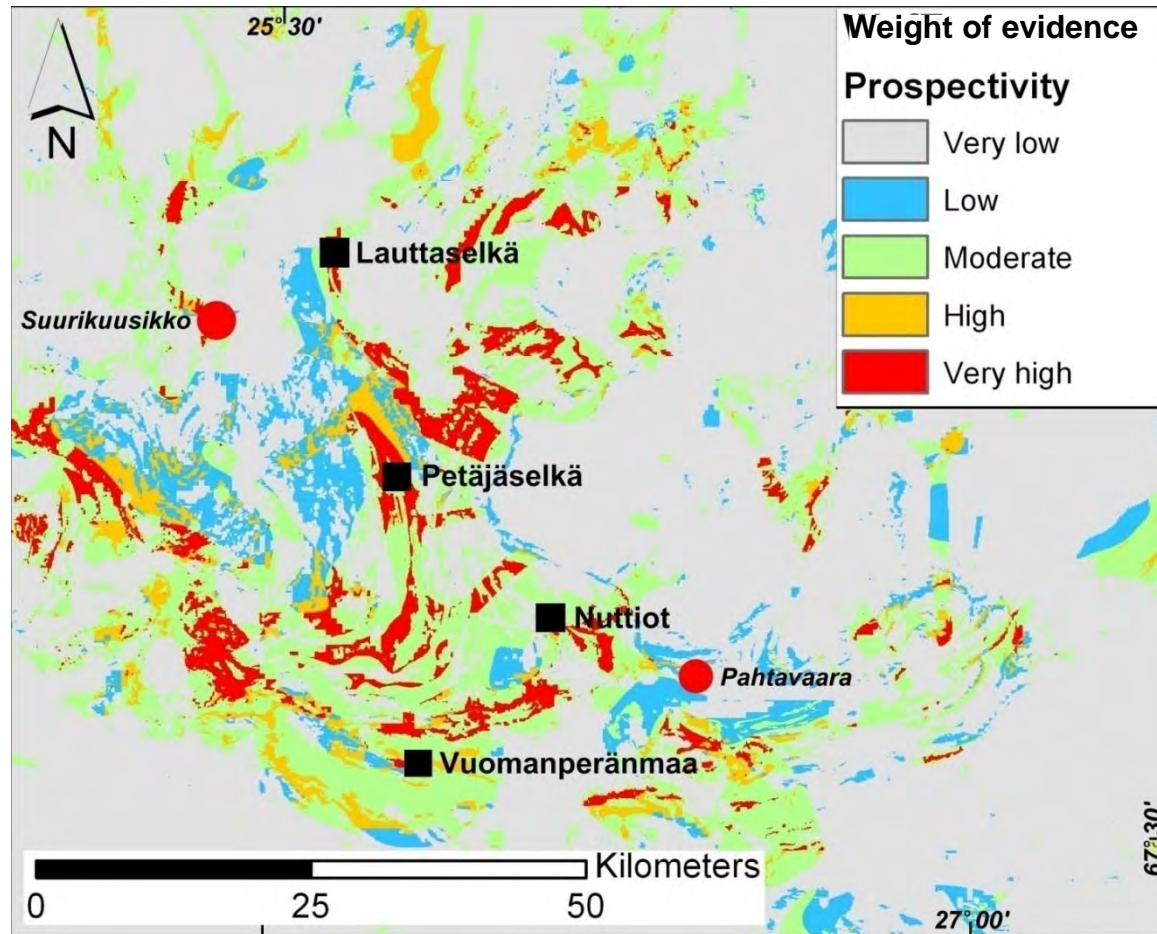 25°30'
Weight of evidence
Prospectivity
Very low
Low
Moderate
High
Very high
N
Lauttaselkä
Suurikuusikko
Petäjäselkä
Nuttiot
Pahtavaara
Vuomanperänmaa
67°30'
Kilometers
0 25 50
27°00'